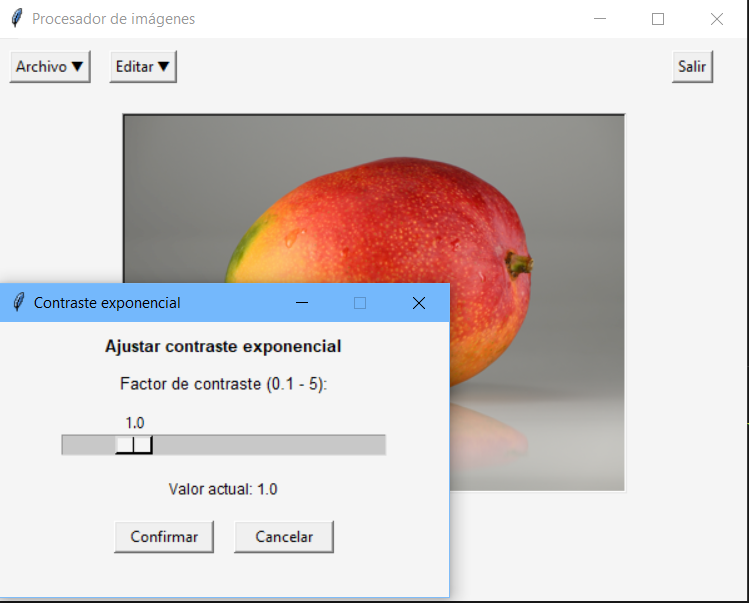 Procesador de imágenes
Archivo ▼ Editar ▼ Salir
Contraste exponencial
Ajustar contraste exponencial
Factor de contraste (0.1 - 5):
1.0
Valor actual: 1.0
Confirmar Cancelar